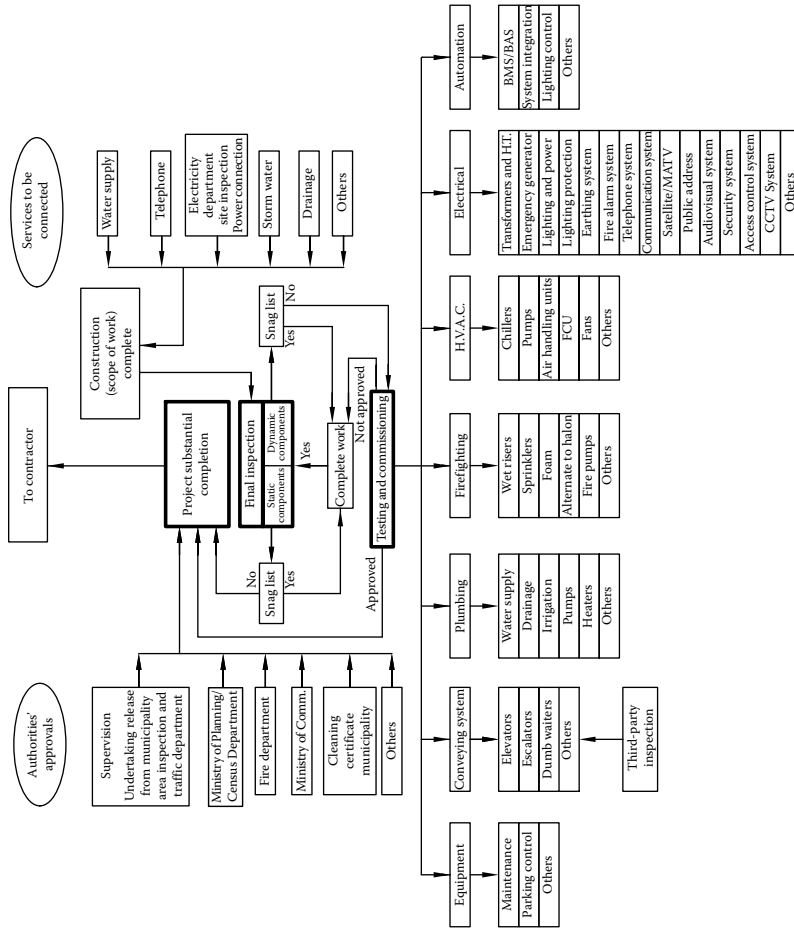 To contractor
Authorities'
approvals
Services to be
connected
Supervision
Undertaking release
from municipality
area inspection and
traffic department
Ministry of Planning/
Census Department
Fire department
Ministry of Comm.
Cleaning
certificate
municipality
Others
Project substantial
completion
Construction
(scope of work)
complete
Water supply
Telephone
Electricity
department
site inspection
Power connection
Storm water
Drainage
Others
Final inspection
Static
components
Dynamic
components
Snag list
No
Yes
Snag list
No
Yes
Yes
Complete work
Approved
Not approved
Testing and commissioning
Equipment
Maintenance
Parking control
Others
Conveying system
Elevators
Escalators
Dumb waiters
Others
Third-party
inspection
Plumbing
Water supply
Drainage
Irrigation
Pumps
Heaters
Others
Firefighting
Wet risers
Sprinklers
Foam
Alternate to halon
Fire pumps
Others
H.V.A.C.
Chillers
Pumps
Air handling units
FCU
Fans
Others
Electrical
Transformers and H.T.
Emergency generator
Lighting and power
Lighting protection
Earthing system
Fire alarm system
Telephone system
Communication system
Satellite/MATV
Public address
Audiovisual system
Security system
Access control system
CCTV System
Others
Automation
BMS/BAS
System integration
Lighting control
Others